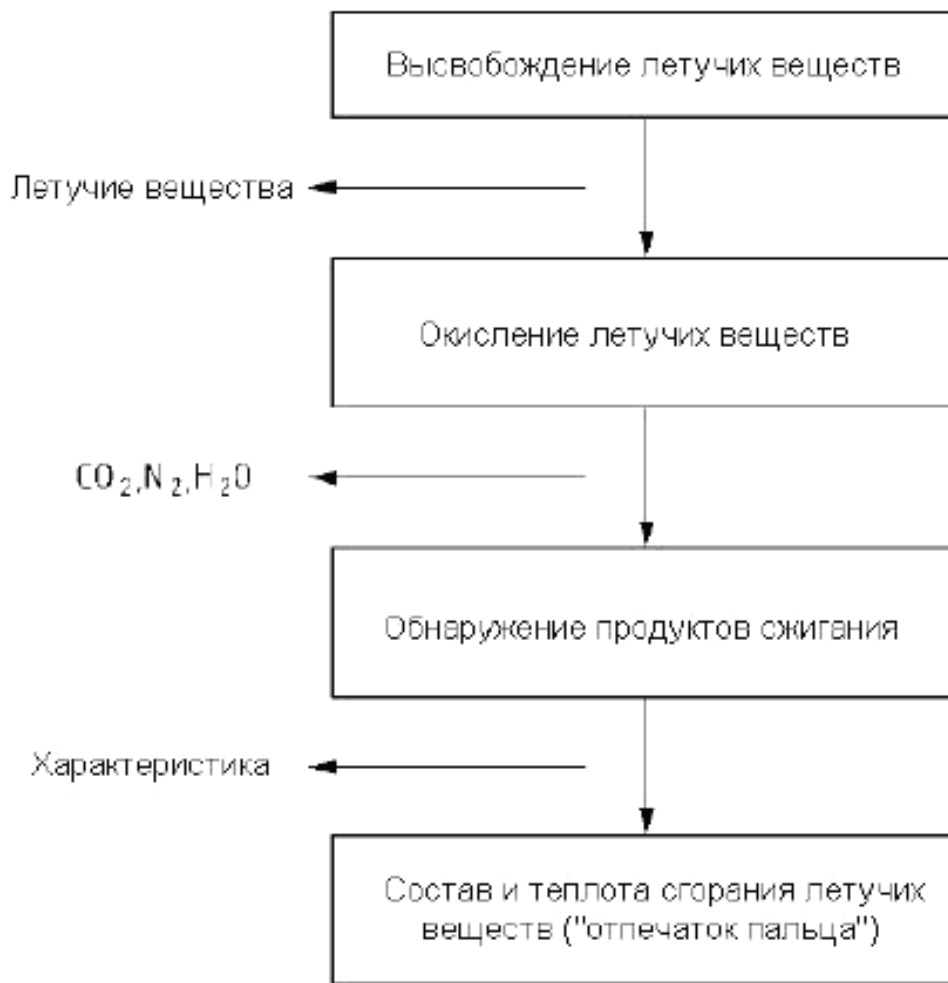 Высвобождение летучих веществ
Летучие вещества
Окисление летучих веществ
CO₂,N₂,H₂O
Обнаружение продуктов сжигания
Характеристика
Состав и теплота сгорания летучих
веществ ("отпечаток пальца")